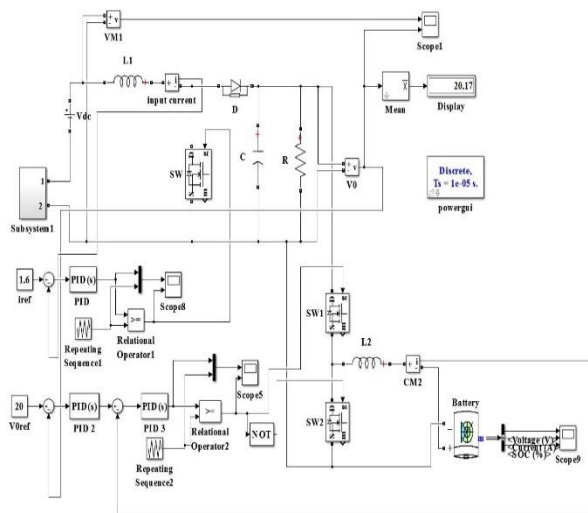 VM1
Scope1
L1
input current
D
Vdc
Mean
20.17
Display
SW
C
R
V0
Discrete,
Ts = 1e-05 s.
powergui
1
2
Subsystem1
1.6
iref
PID(s)
PID
Scope8
>=
Relational
Operator1
Repeating
Sequence1
SW1
L2
CM2
20
V0ref
PID(s)
PID 2
PID(s)
PID 3
Scope5
>=
Relational
Operator2
NOT
Repeating
Sequence2
SW2
Battery
<Voltage (V)>
<Current (A)>
<SOC (%)>
Scope9